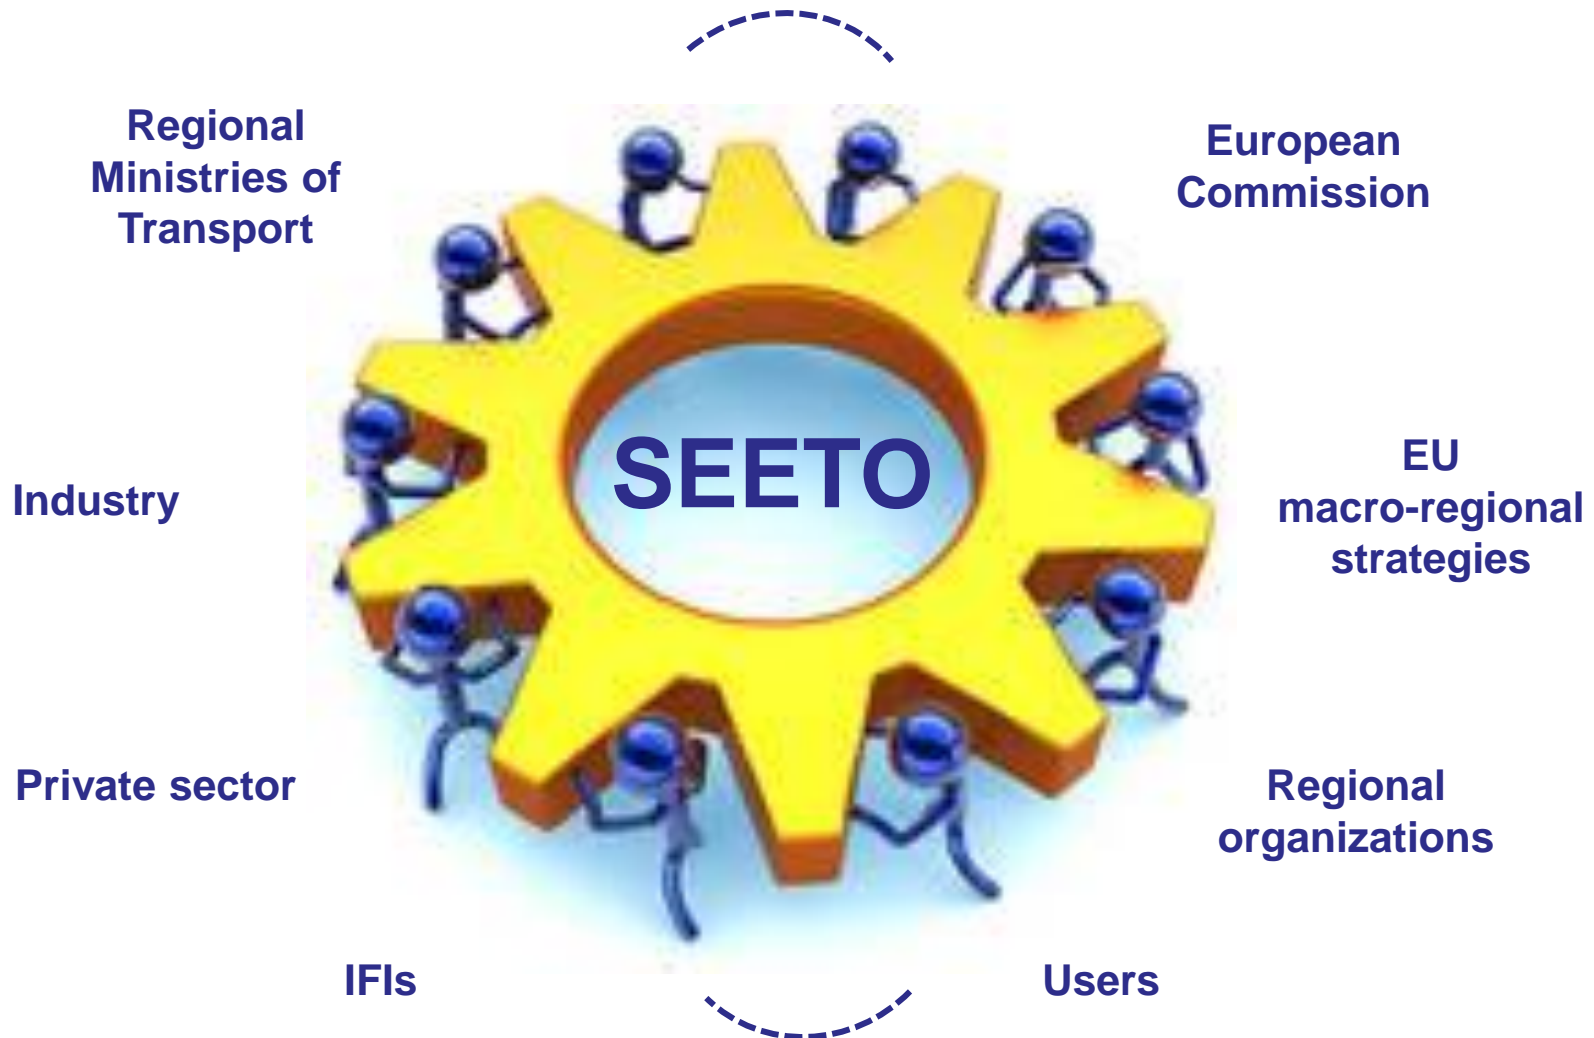 Regional
Ministries of
Transport
European
Commission
SEETO
Industry
EU
macro-regional
strategies
Private sector
Regional
organizations
IFIs
Users